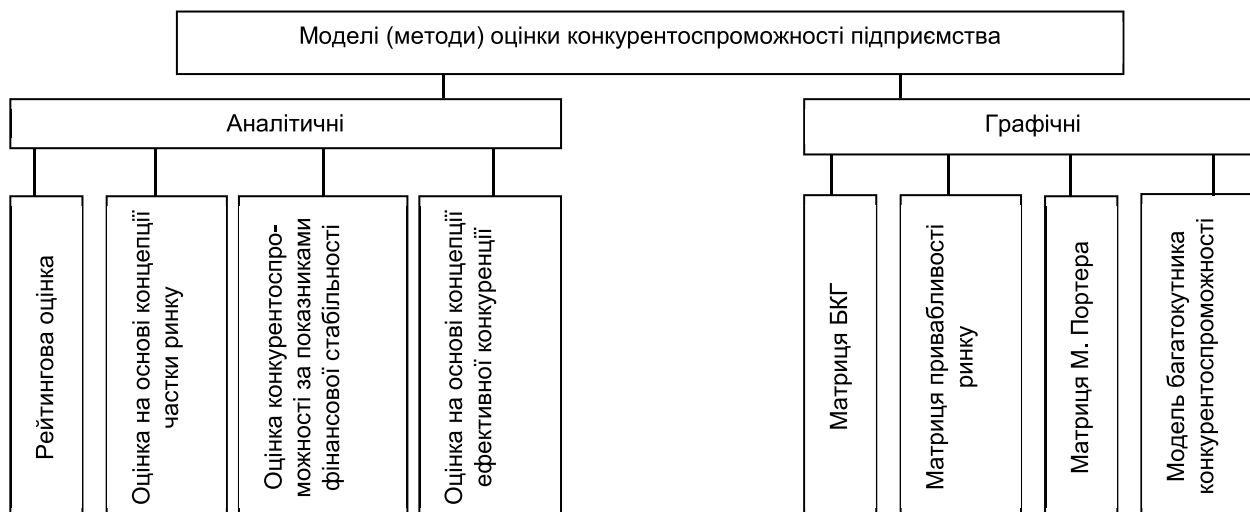 Моделі (методи) оцінки конкурентоспроможності підприємства
Аналітичні
Графічні
Рейтингова оцінка
Оцінка на основі концепції
частки ринку
Оцінка конкурентоспро-
можності за показниками
фінансової стабільності
Оцінка на основі концепції
ефективної конкуренції
Матриця БКГ
Матриця привабливості
ринку
Матриця М. Портера
Модель багатокутника
конкурентоспроможності